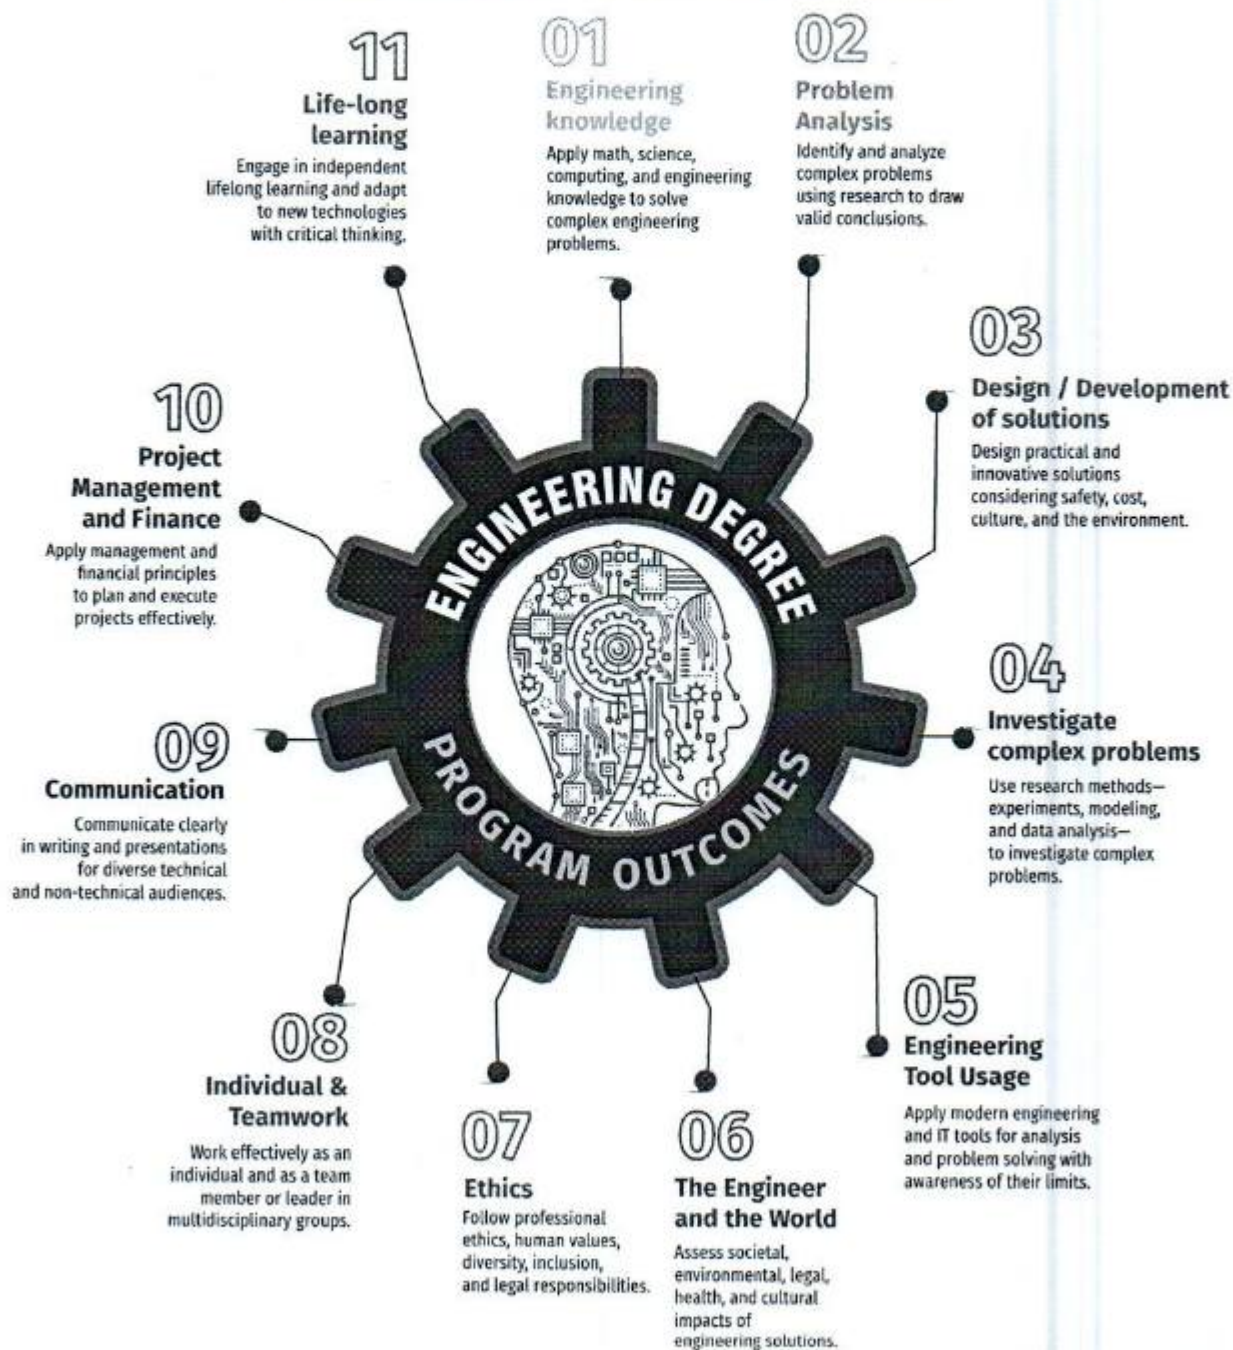 01
Engineering
knowledge
Apply math, science,
computing, and engineering
knowledge to solve
complex engineering
problems.
02
Problem
Analysis
Identify and analyze
complex problems
using research to draw
valid conclusions.
03
Design / Development
of solutions
Design practical and
innovative solutions
considering safety, cost,
culture, and the environment.
04
Investigate
complex problems
Use research methods—
experiments, modeling,
and data analysis—
to investigate complex
problems.
05
Engineering
Tool Usage
Apply modern engineering
and IT tools for analysis
and problem solving with
awareness of their limits.
06
The Engineer
and the World
Assess societal,
environmental, legal,
health, and cultural
impacts of
engineering solutions.
07
Ethics
Follow professional
ethics, human values,
diversity, inclusion,
and legal responsibilities.
08
Individual &
Teamwork
Work effectively as an
individual and as a team
member or leader in
multidisciplinary groups.
09
Communication
Communicate clearly
in writing and presentations
for diverse technical
and non-technical audiences.
10
Project
Management
and Finance
Apply management and
financial principles
to plan and execute
projects effectively.
11
Life-long
learning
Engage in independent
lifelong learning and adapt
to new technologies
with critical thinking.
ENGINEERING DEGREE
PROGRAM OUTCOMES